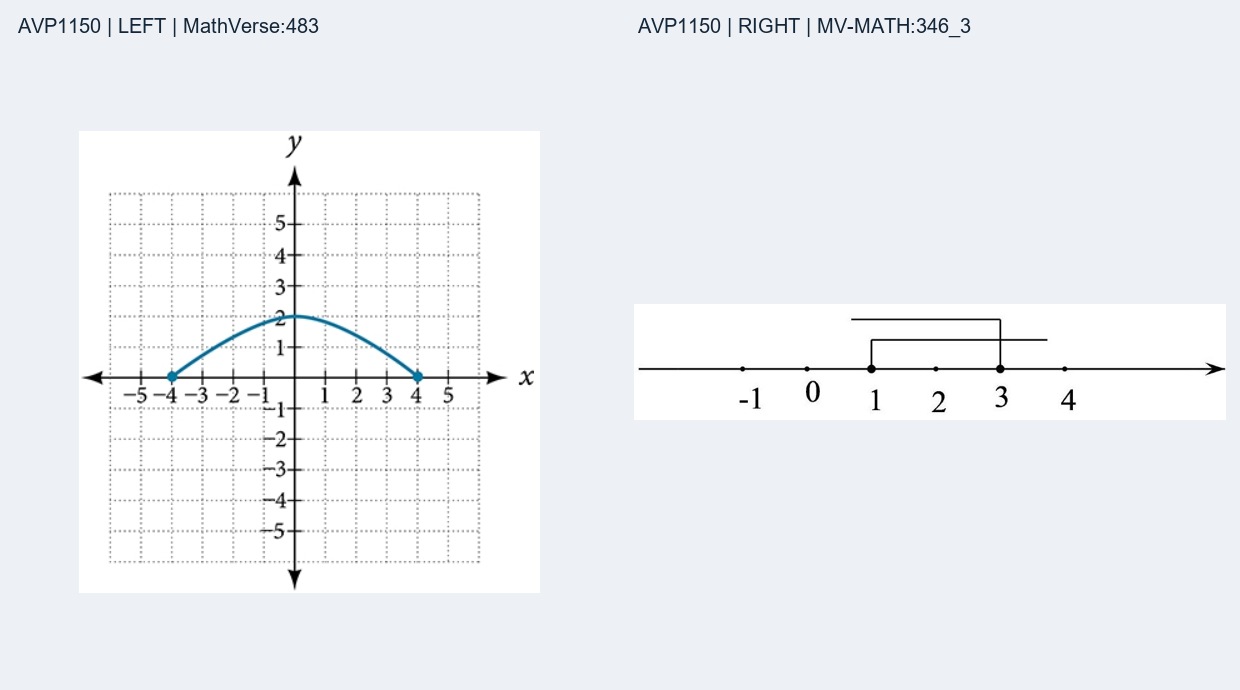 AVP1150 | LEFT | MathVerse:483
AVP1150 | RIGHT | MV-MATH:346_3
y
5
4
3
2
1
x
−5 −4 −3 −2 −1 1 2 3 4 5
−1
−2
−3
−4
−5
-1 0 1 2 3 4